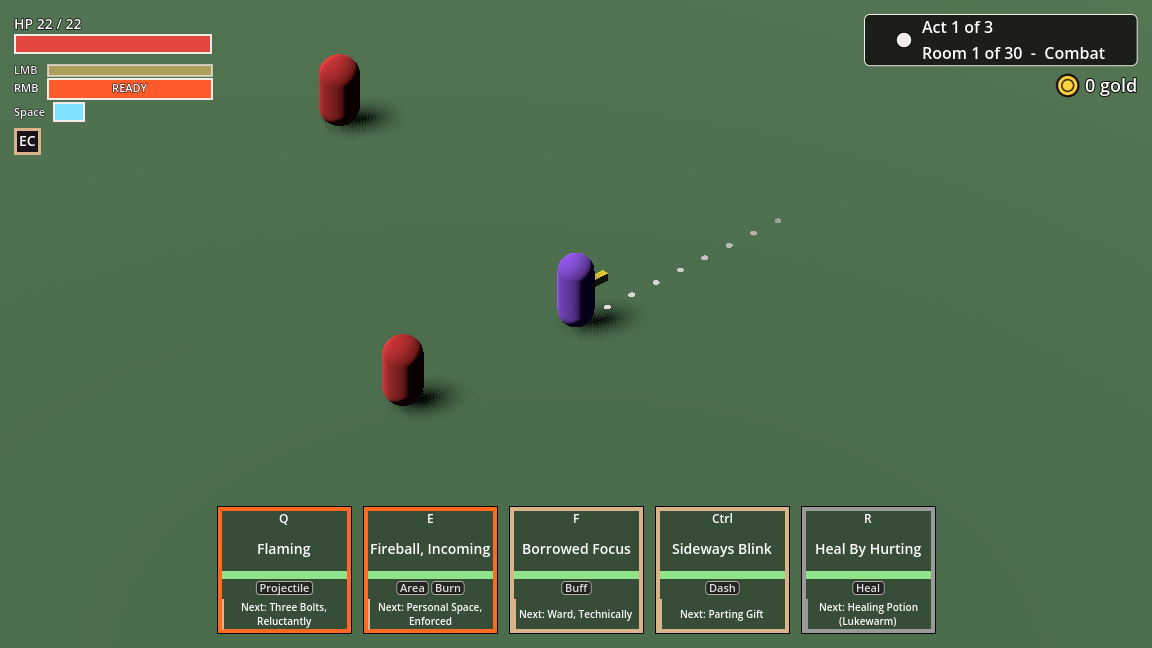 HP 22 / 22
LMB
RMB READY
Space
EC
Act 1 of 3
Room 1 of 30 - Combat
0 gold
Q
Flaming
Projectile
Next: Three Bolts,
Reluctantly
E
Fireball, Incoming
Area Burn
Next: Personal Space,
Enforced
F
Borrowed Focus
Buff
Next: Ward, Technically
Ctrl
Sideways Blink
Dash
Next: Parting Gift
R
Heal By Hurting
Heal
Next: Healing Potion
(Lukewarm)